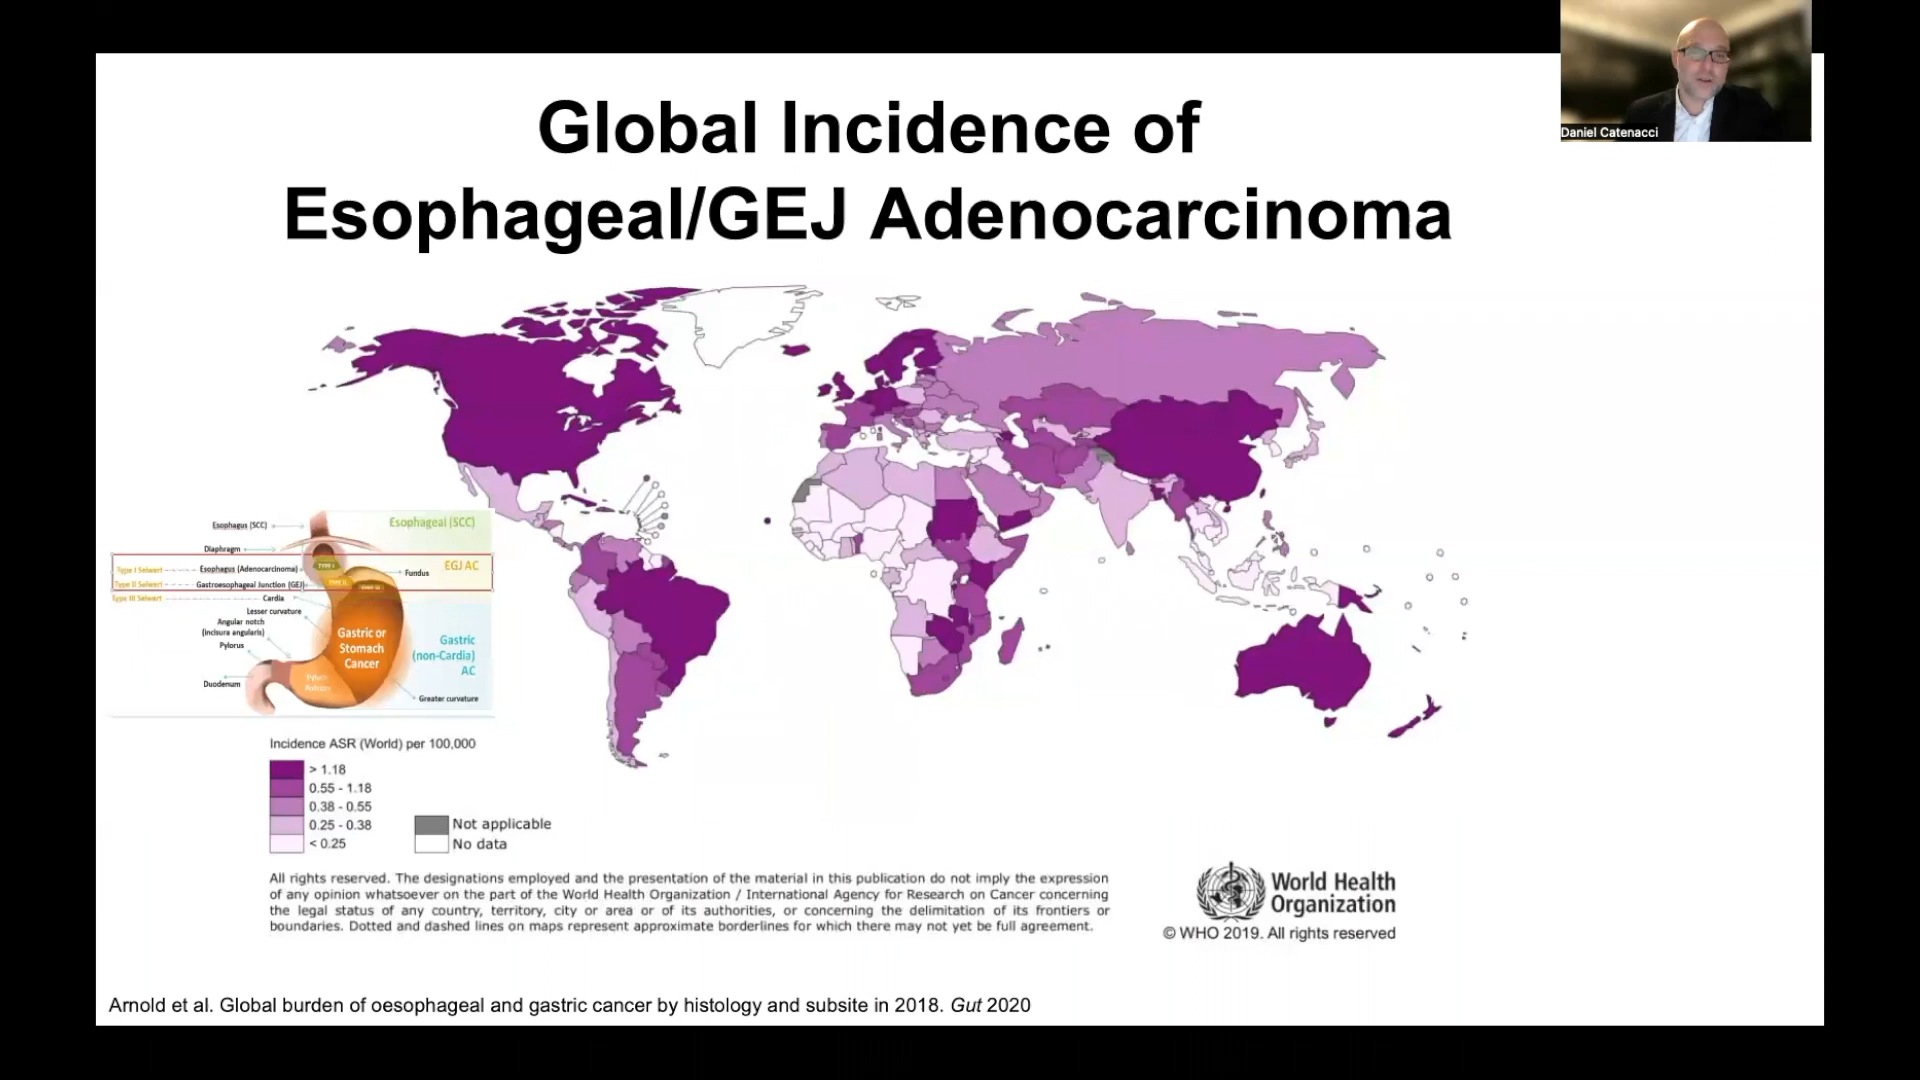 Daniel Catenacci
Global Incidence of
Esophageal/GEJ Adenocarcinoma
Esophagus (SCC)
Esophageal (SCC)
Diaphragm
Type I Seiwert
Esophagus (Adenocarcinoma)
TYPE I
EGJ AC
Fundus
Type II Seiwert
Gastroesophageal Junction (GEJ)
TYPE II
Type III Seiwert
Cardia
Lesser curvature
Angular notch
(incisura angularis)
Pylorus
Gastric or
Stomach
Cancer
Gastric
(non-Cardia)
AC
Duodenum
Greater curvature
Incidence ASR (World) per 100,000
> 1.18
0.55 - 1.18
0.38 - 0.55
0.25 - 0.38
< 0.25
Not applicable
No data
All rights reserved. The designations employed and the presentation of the material in this publication do not imply the expression
of any opinion whatsoever on the part of the World Health Organization / International Agency for Research on Cancer concerning
the legal status of any country, territory, city or area or of its authorities, or concerning the delimitation of its frontiers or
boundaries. Dotted and dashed lines on maps represent approximate borderlines for which there may not yet be full agreement.
World Health
Organization
© WHO 2019. All rights reserved
Arnold et al. Global burden of oesophageal and gastric cancer by histology and subsite in 2018. Gut 2020